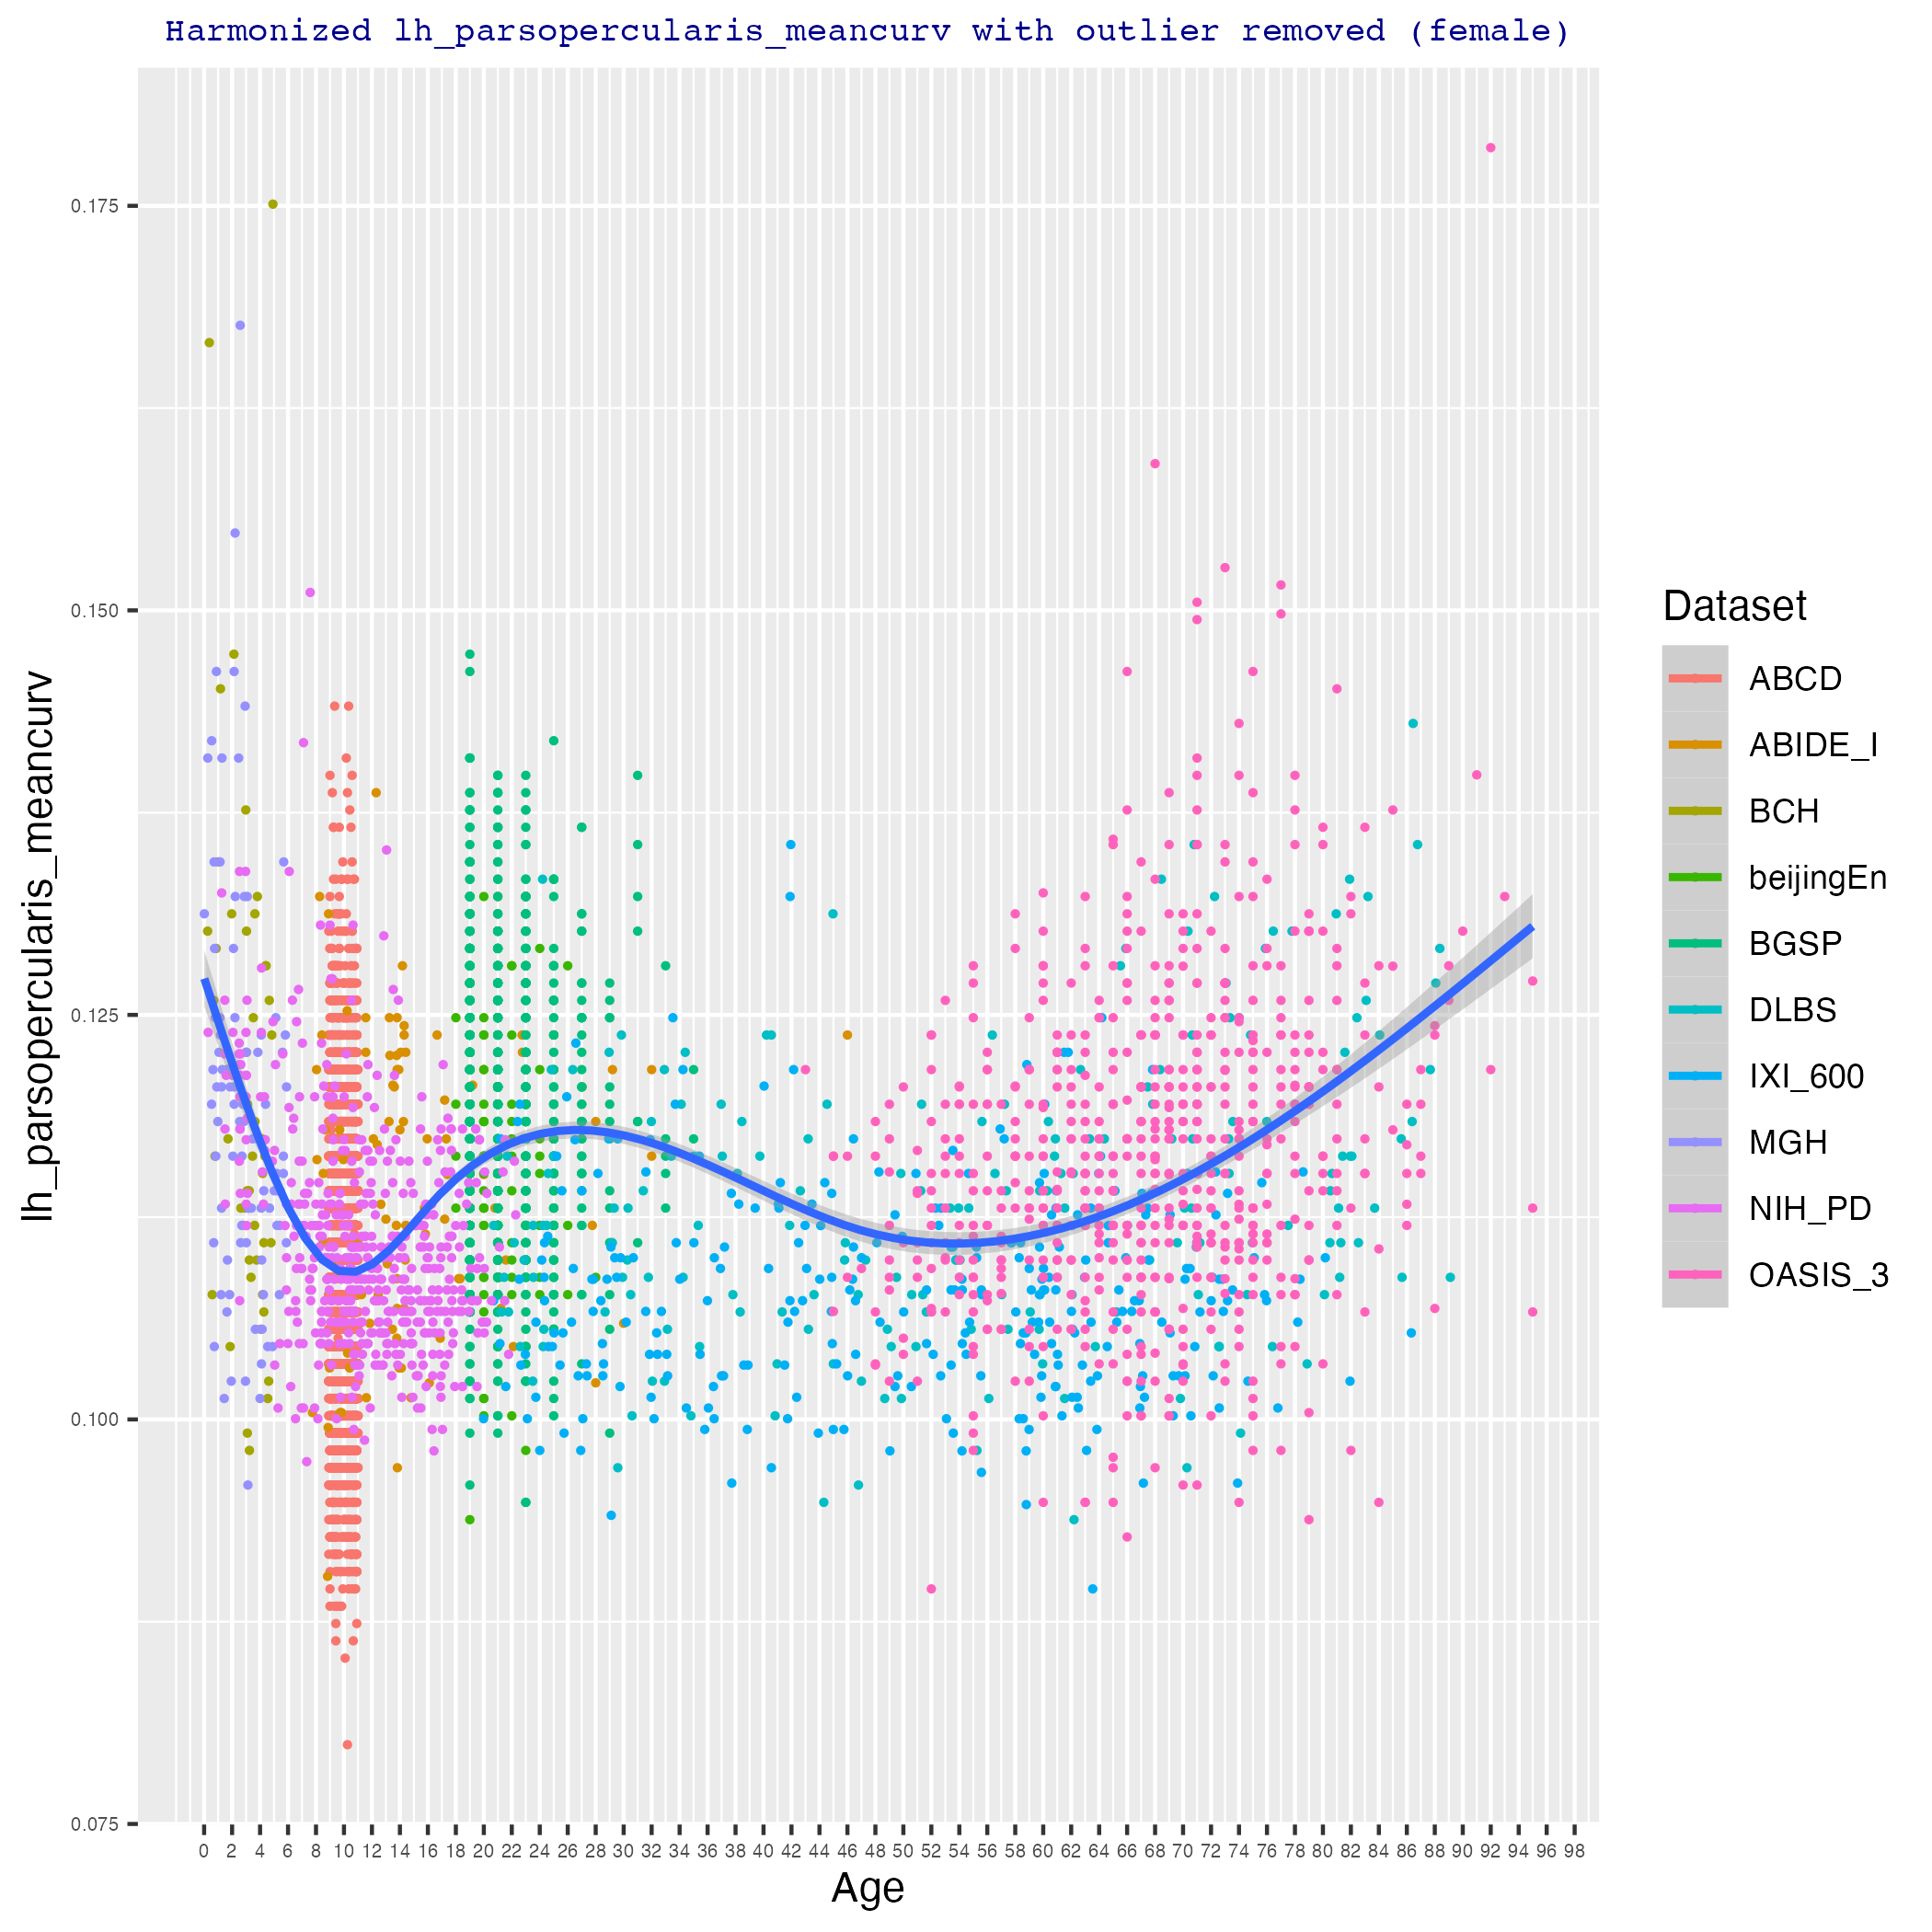 Harmonized lh_parsopercularis_meancurv with outlier removed (female)
lh_parsopercularis_meancurv
0.175
0.150
0.125
0.100
0.075
0 2 4 6 8 10 12 14 16 18 20 22 24 26 28 30 32 34 36 38 40 42 44 46 48 50 52 54 56 58 60 62 64 66 68 70 72 74 76 78 80 82 84 86 88 90 92 94 96 98
Age
Dataset
ABCD
ABIDE_I
BCH
beijingEn
BGSP
DLBS
IXI_600
MGH
NIH_PD
OASIS_3